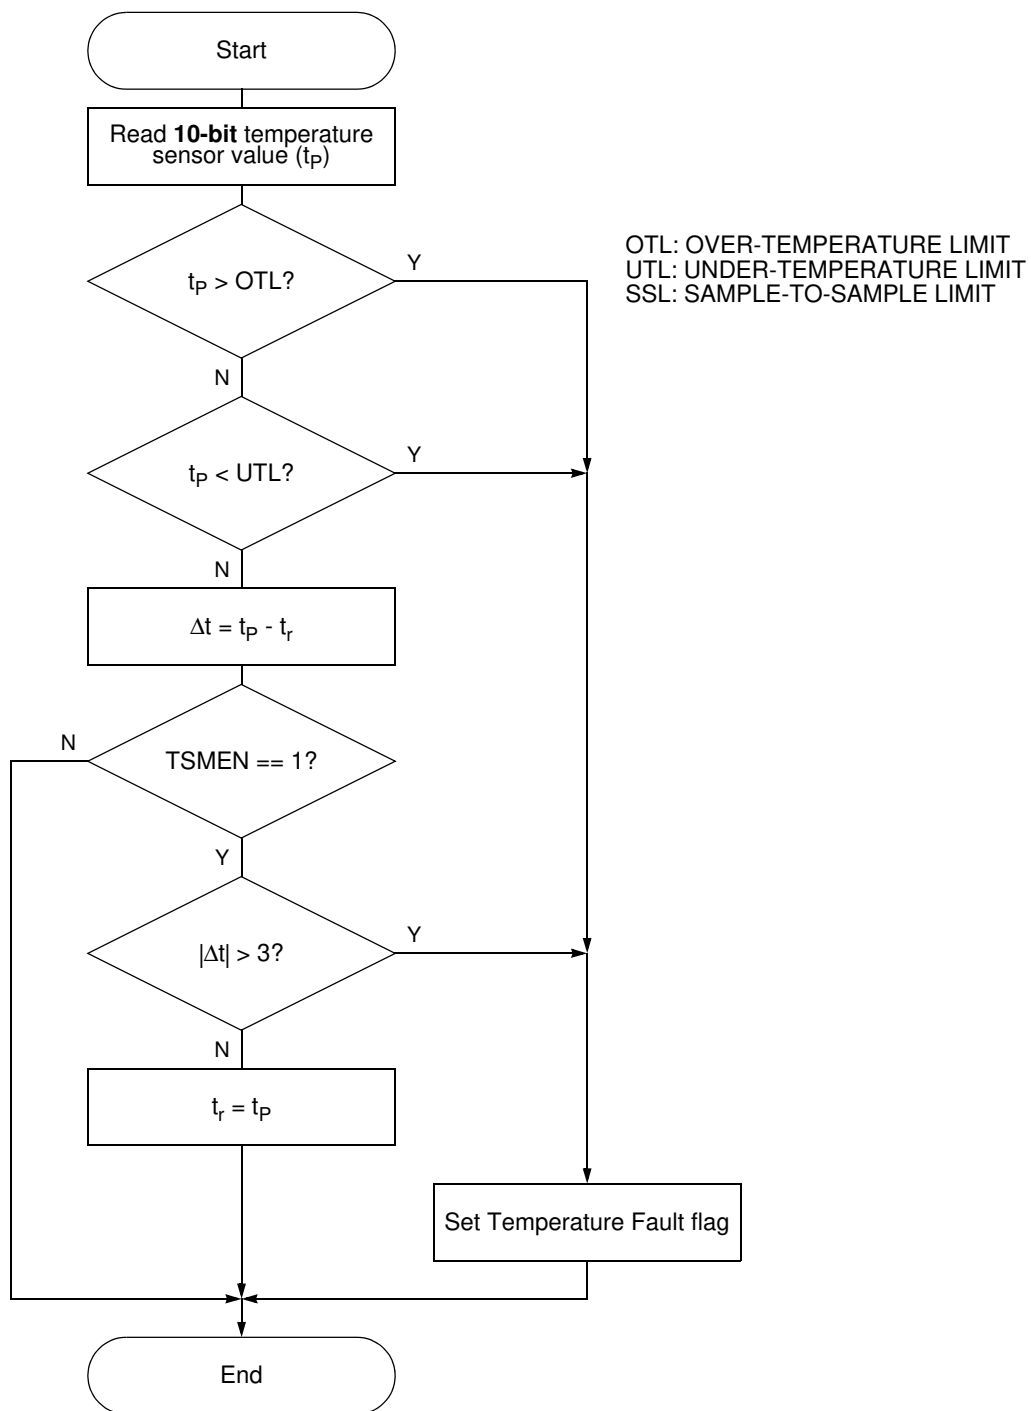 Start
Read 10-bit temperature
sensor value (tP)
tP > OTL?
Y
OTL: OVER-TEMPERATURE LIMIT
UTL: UNDER-TEMPERATURE LIMIT
SSL: SAMPLE-TO-SAMPLE LIMIT
N
tP < UTL?
Y
N
Δt = tP - tr
TSMEN == 1?
N
Y
|Δt| > 3?
Y
N
tr = tP
Set Temperature Fault flag
End